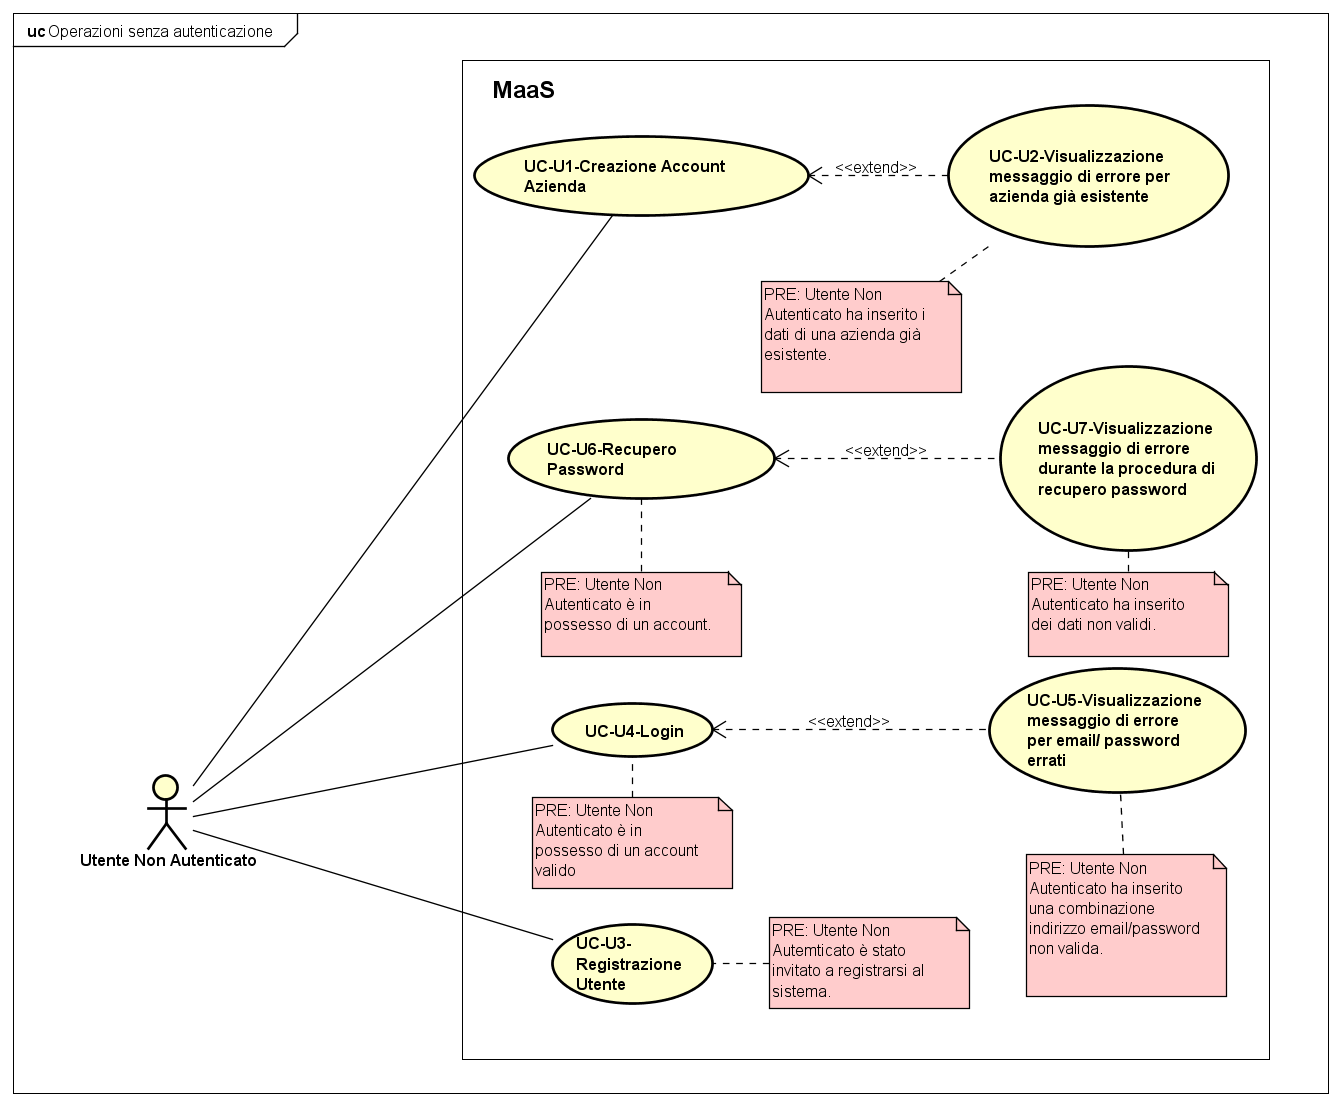 uc Operazioni senza autenticazione
MaaS
UC-U1-Creazione Account
Azienda
<<extend>>
UC-U2-Visualizzazione
messaggio di errore per
azienda già esistente
PRE: Utente Non
Autenticato ha inserito i
dati di una azienda già
esistente.
UC-U6-Recupero
Password
<<extend>>
UC-U7-Visualizzazione
messaggio di errore
durante la procedura di
recupero password
PRE: Utente Non
Autenticato è in
possesso di un account.
PRE: Utente Non
Autenticato ha inserito
dei dati non validi.
UC-U4-Login
<<extend>>
UC-U5-Visualizzazione
messaggio di errore
per email/ password
errati
PRE: Utente Non
Autenticato è in
possesso di un account
valido
Utente Non Autenticato
PRE: Utente Non
Autenticato ha inserito
una combinazione
indirizzo email/password
non valida.
UC-U3-
Registrazione
Utente
PRE: Utente Non
Autemticato è stato
invitato a registrarsi al
sistema.